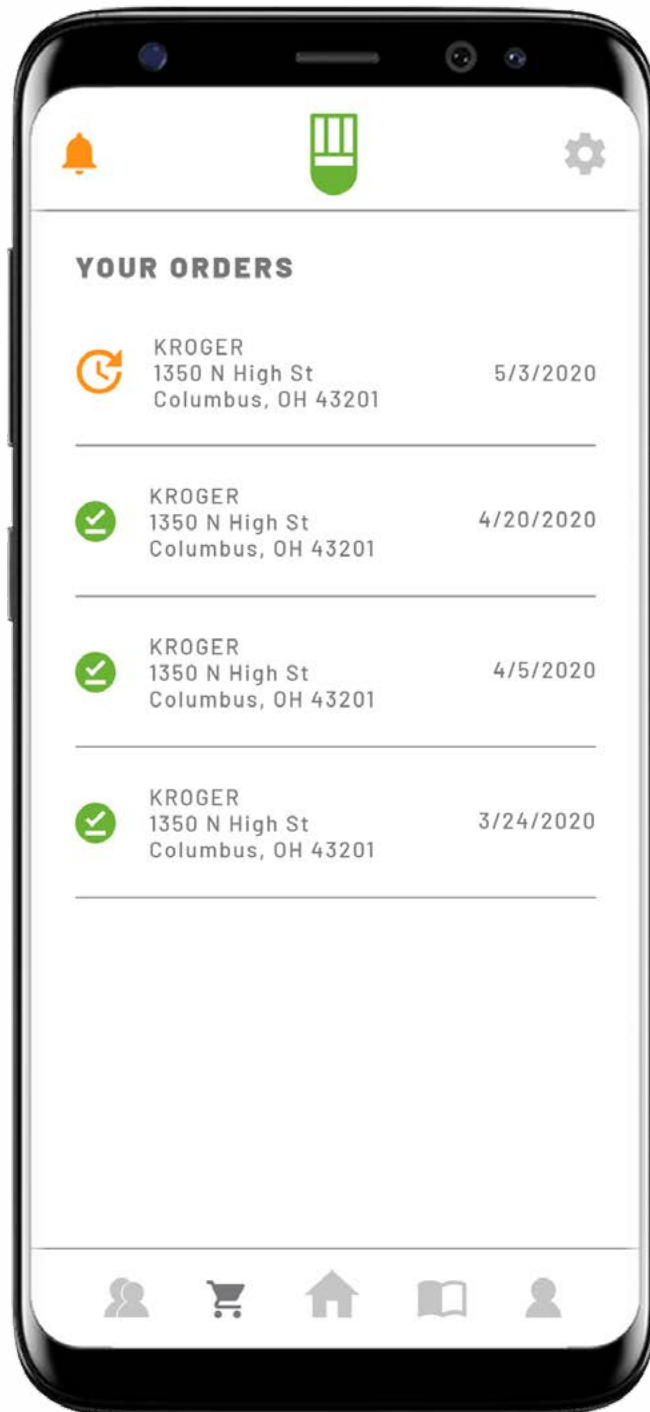 YOUR ORDERS
KROGER
1350 N High St
Columbus, OH 43201
5/3/2020
KROGER
1350 N High St
Columbus, OH 43201
4/20/2020
KROGER
1350 N High St
Columbus, OH 43201
4/5/2020
KROGER
1350 N High St
Columbus, OH 43201
3/24/2020